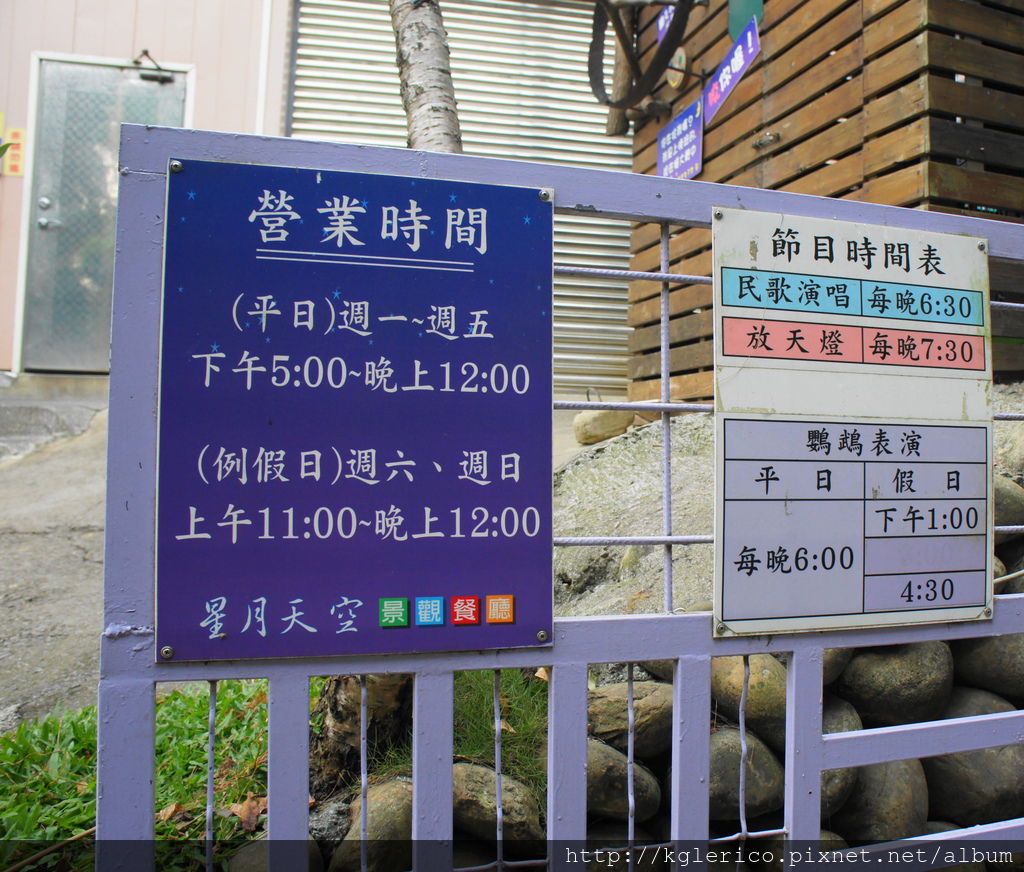 營業時間
(平日)週一~週五
下午5:00~晚上12:00
(例假日)週六、週日
上午11:00~晚上12:00
星月天空 景觀餐廳
節目時間表
民歌演唱 每晚6:30
放天燈 每晚7:30
鸚鵡表演
平日 假日
下午1:00
每晚6:00
4:30
http://kglerico.pixnet.net/album